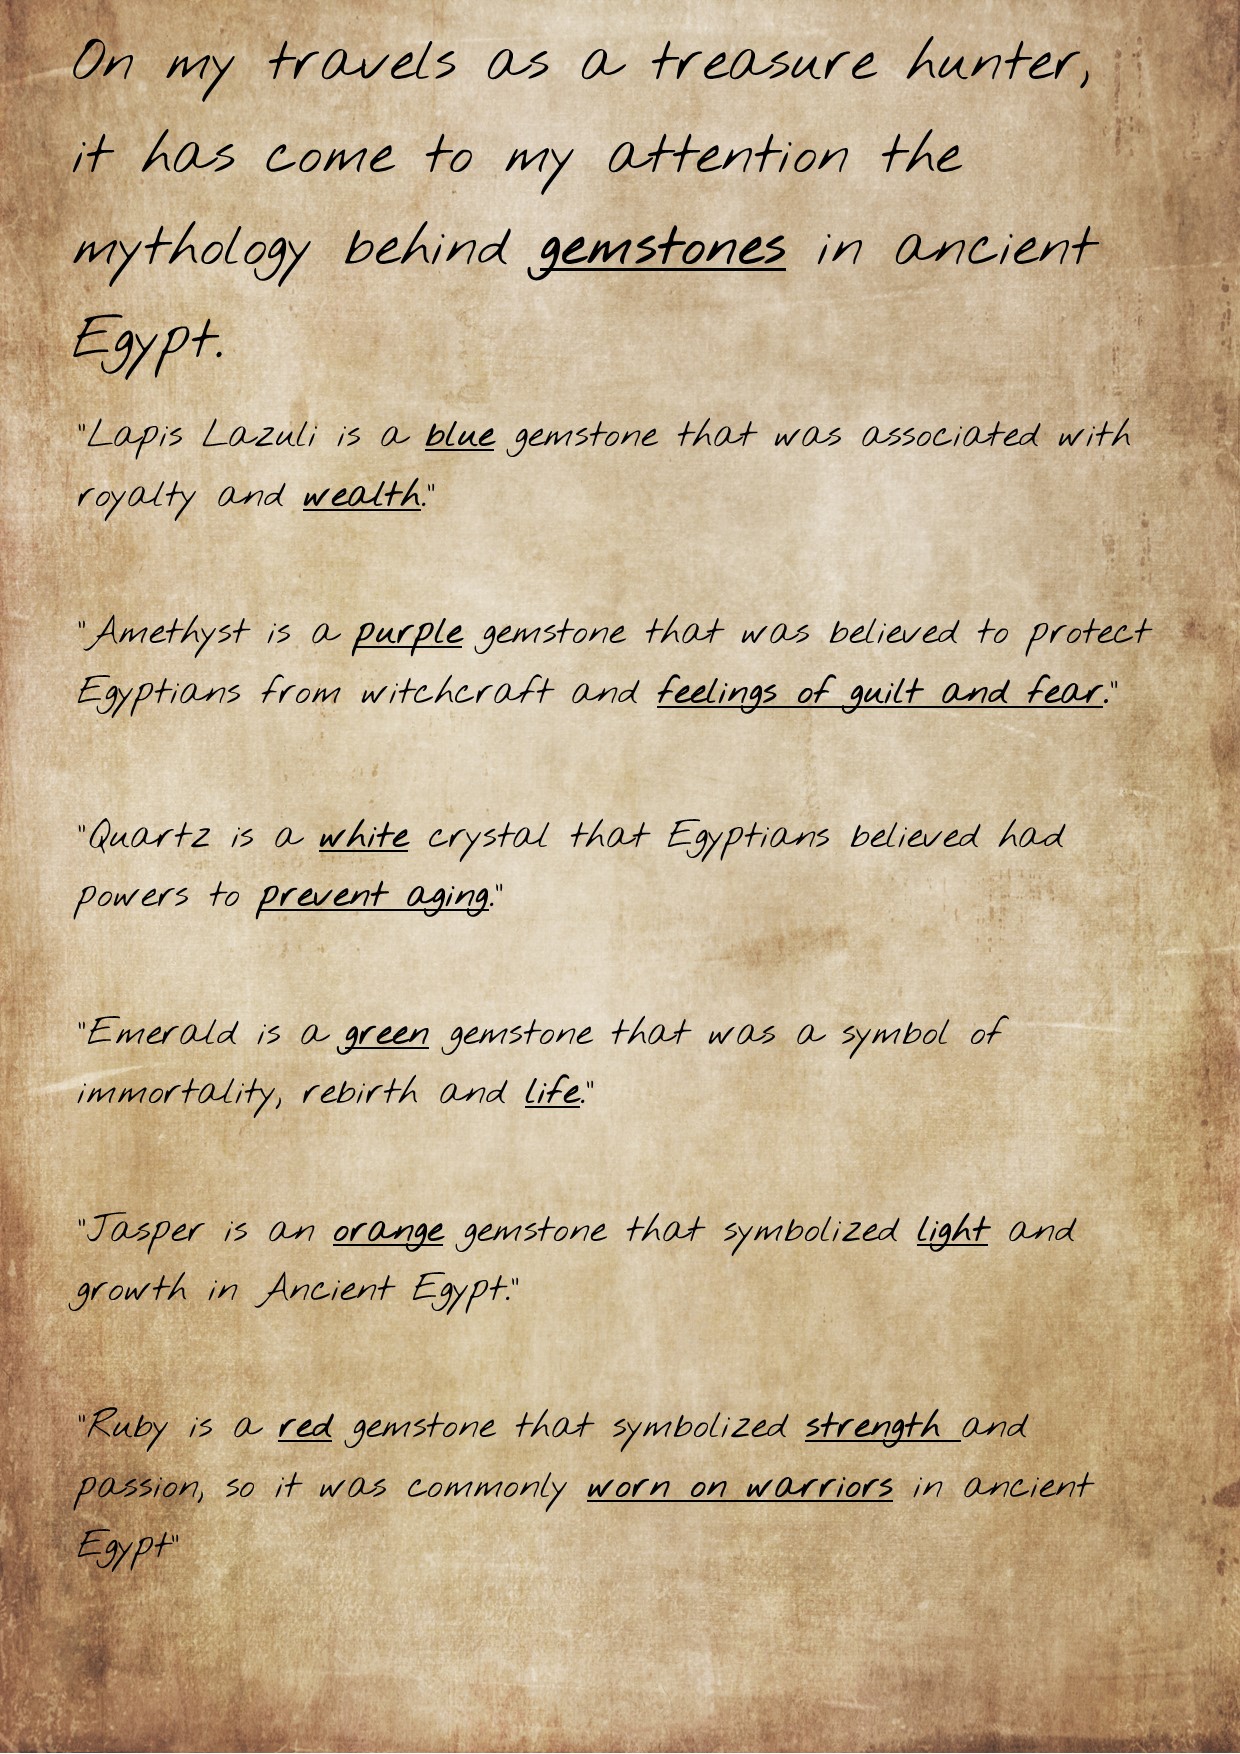 On my travels as a treasure hunter,
it has come to my attention the
mythology behind gemstones in ancient
Egypt.
"Lapis Lazuli is a blue gemstone that was associated with
royalty and wealth."
"Amethyst is a purple gemstone that was believed to protect
Egyptians from witchcraft and feelings of guilt and fear."
"Quartz is a white crystal that Egyptians believed had
powers to prevent aging."
"Emerald is a green gemstone that was a symbol of
immortality, rebirth and life."
"Jasper is an orange gemstone that symbolized light and
growth in Ancient Egypt."
"Ruby is a red gemstone that symbolized strength and
passion, so it was commonly worn on warriors in ancient
Egypt"